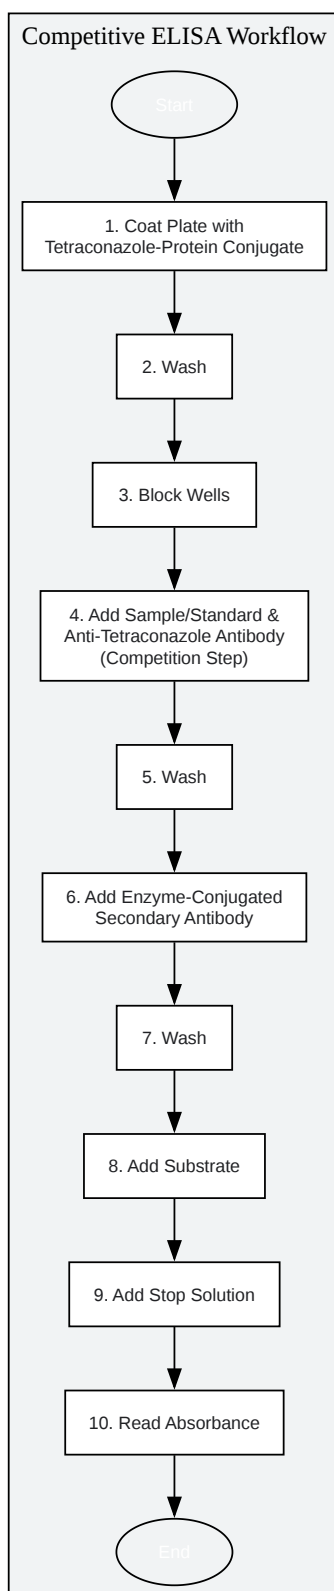 Competitive ELISA Workflow
Start
1. Coat Plate with
Tetraconazole-Protein Conjugate
2. Wash
3. Block Wells
4. Add Sample/Standard &
Anti-Tetraconazole Antibody
(Competition Step)
5. Wash
6. Add Enzyme-Conjugated
Secondary Antibody
7. Wash
8. Add Substrate
9. Add Stop Solution
10. Read Absorbance
End